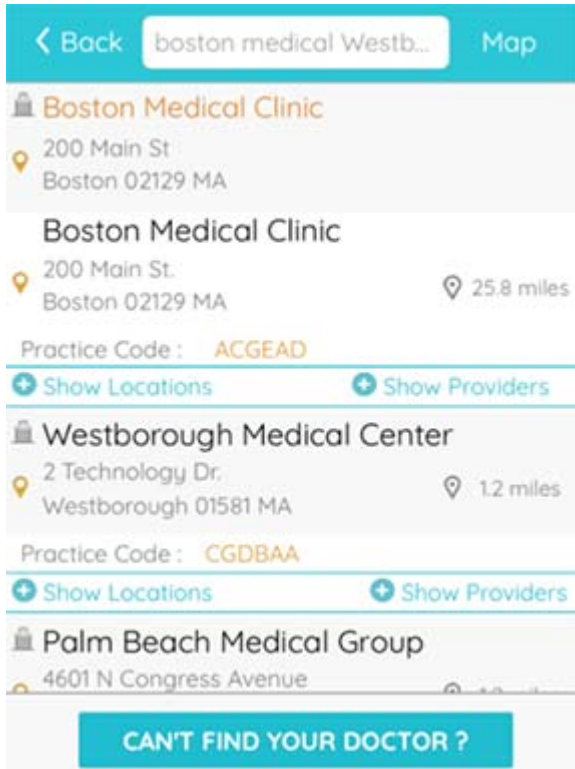 Back
boston medical Westb...
Map
Boston Medical Clinic
200 Main St
Boston 02129 MA
Boston Medical Clinic
200 Main St.
Boston 02129 MA
25.8 miles
Practice Code : ACGEAD
Show Locations
Show Providers
Westborough Medical Center
2 Technology Dr.
Westborough 01581 MA
1.2 miles
Practice Code : CGDBAA
Show Locations
Show Providers
Palm Beach Medical Group
4601 N Congress Avenue
CAN'T FIND YOUR DOCTOR ?